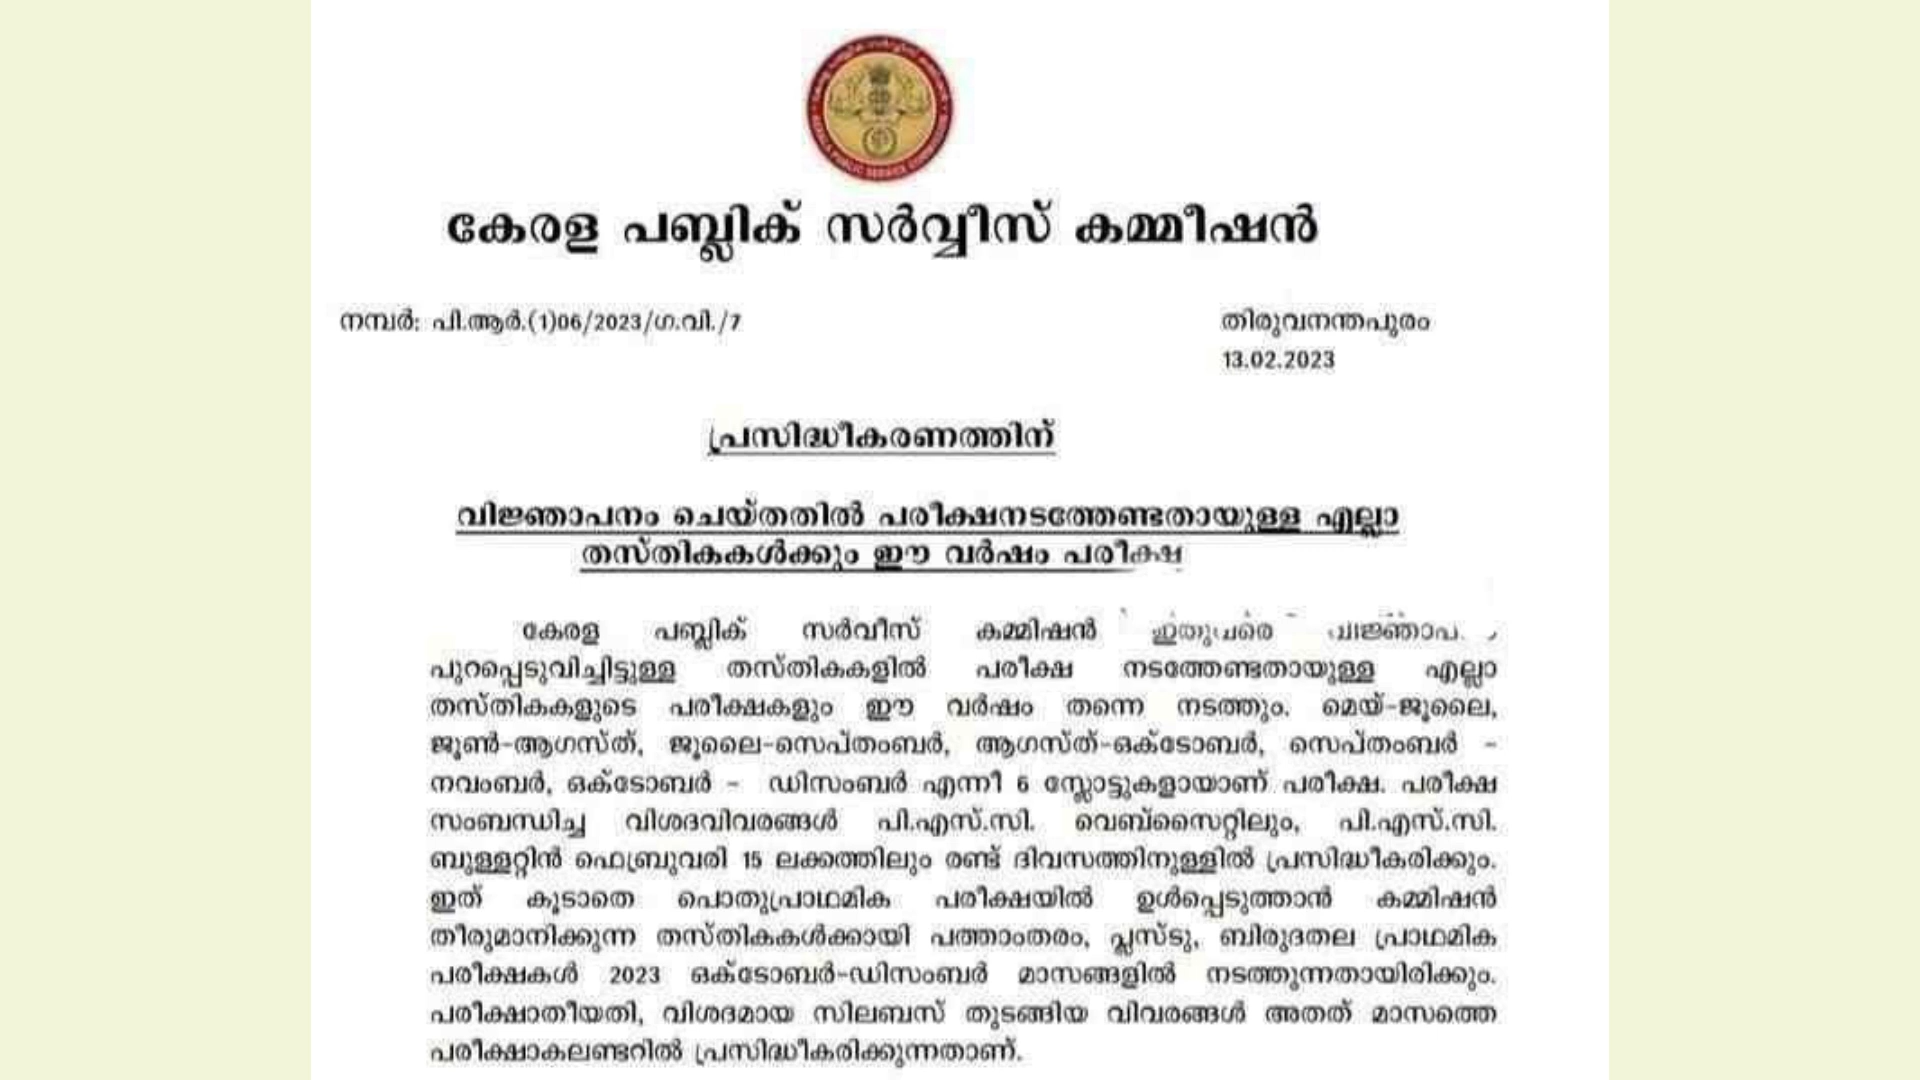 KERALA PUBLIC SERVICE COMMISSION
കേരള പബ്ലിക് സർവ്വീസ് കമ്മീഷൻ
നമ്പർ: പി.ആർ.(1)06/2023/ഗ.വി./7
തിരുവനന്തപുരം
13.02.2023
പ്രസിദ്ധീകരണത്തിന്
വിജ്ഞാപനം ചെയ്തതിൽ പരീക്ഷനടത്തേണ്ടതായുള്ള എല്ലാ
തസ്തികകൾക്കും ഈ വർഷം പരീക്ഷ
കേരള പബ്ലിക് സർവീസ് കമ്മിഷൻ ഇതുവരെ
പുറപ്പെടുവിച്ചിട്ടുള്ള തസ്തികകളിൽ പരീക്ഷ നടത്തേണ്ടതായുള്ള എല്ലാ
തസ്തികകളുടെ പരീക്ഷകളും ഈ വർഷം തന്നെ നടത്തും. മെയ്-ജൂലൈ,
ജൂൺ-ആഗസ്ത്, ജൂലൈ-സെപ്തംബർ, ആഗസ്ത്-ഒക്ടോബർ, സെപ്തംബർ -
നവംബർ, ഒക്ടോബർ - ഡിസംബർ എന്നീ 6 സ്ലോട്ടുകളായാണ് പരീക്ഷ. പരീക്ഷ
സംബന്ധിച്ച വിശദവിവരങ്ങൾ പി.എസ്.സി. വെബ്സൈറ്റിലും, പി.എസ്.സി.
ബുള്ളറ്റിൻ ഫെബ്രുവരി 15 ലക്കത്തിലും രണ്ട് ദിവസത്തിനുള്ളിൽ പ്രസിദ്ധീകരിക്കും.
ഇത് കൂടാതെ പൊതുപ്രാഥമിക പരീക്ഷയിൽ ഉൾപ്പെടുത്താൻ കമ്മിഷൻ
തീരുമാനിക്കുന്ന തസ്തികകൾക്കായി പത്താംതരം, പ്ലസ്ടു, ബിരുദതല പ്രാഥമിക
പരീക്ഷകൾ 2023 ഒക്ടോബർ-ഡിസംബർ മാസങ്ങളിൽ നടത്തുന്നതായിരിക്കും.
പരീക്ഷാതീയതി, വിശദമായ സിലബസ് തുടങ്ങിയ വിവരങ്ങൾ അതത് മാസത്തെ
പരീക്ഷാകലണ്ടറിൽ പ്രസിദ്ധീകരിക്കുന്നതാണ്.